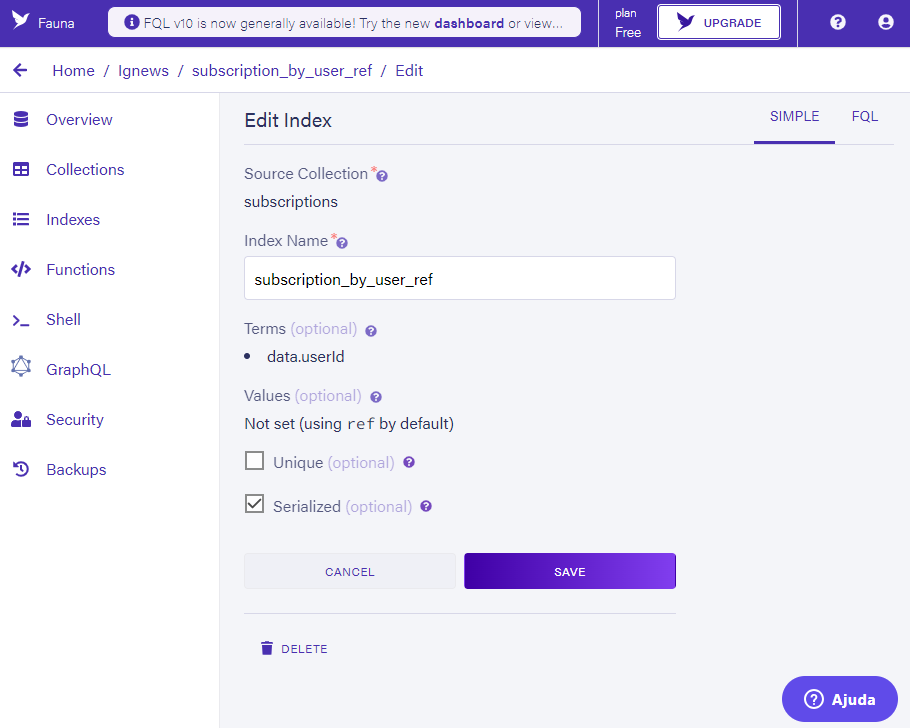 Fauna
FQL v10 is now generally available! Try the new dashboard or view...
plan
Free
UPGRADE
Home / Ignews / subscription_by_user_ref / Edit
Overview
Collections
Indexes
Functions
Shell
GraphQL
Security
Backups
Edit Index
SIMPLE
FQL
Source Collection *
subscriptions
Index Name *
subscription_by_user_ref
Terms (optional)
• data.userId
Values (optional)
Not set (using ref by default)
Unique (optional)
Serialized (optional)
CANCEL
SAVE
DELETE
Ajuda